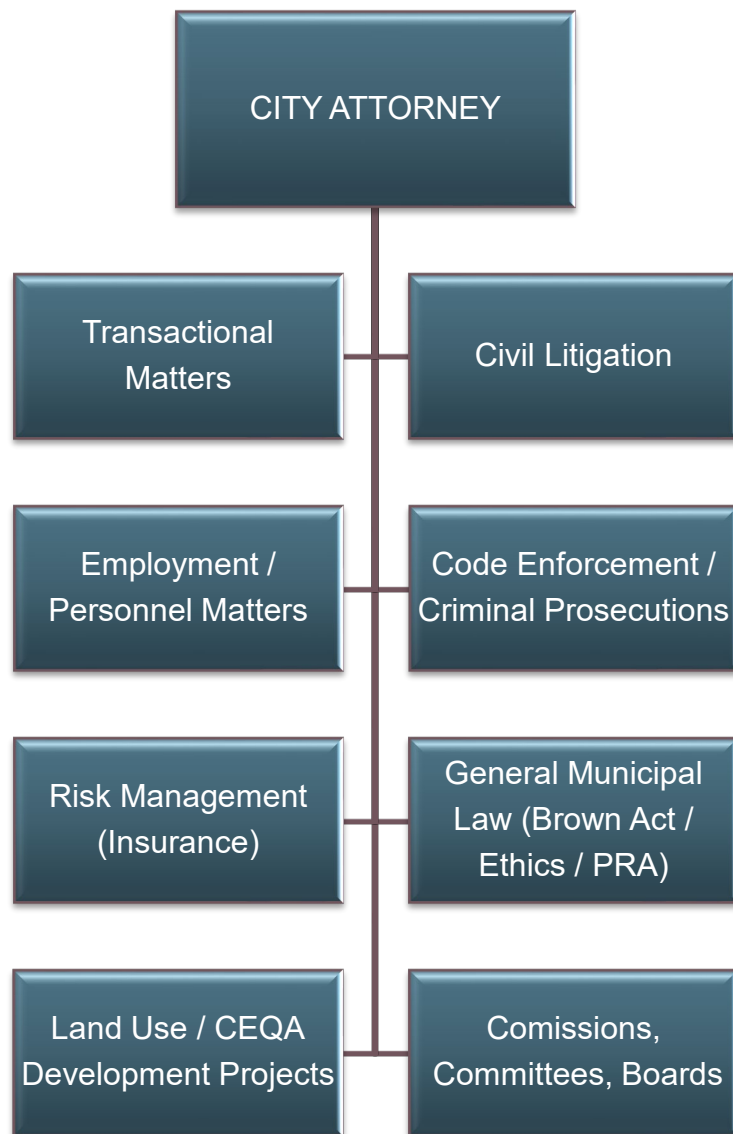 CITY ATTORNEY
Transactional
Matters
Civil Litigation
Employment /
Personnel Matters
Code Enforcement /
Criminal Prosecutions
Risk Management
(Insurance)
General Municipal
Law (Brown Act /
Ethics / PRA)
Land Use / CEQA
Development Projects
Comissions,
Committees, Boards